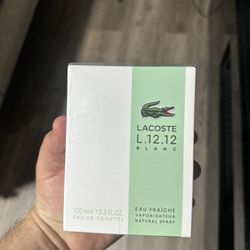 LACOSTE
L.12.12
BLANC
100 ml e 3.3 FL.OZ.
EAU DE TOILETTE
EAU FRAÎCHE
VAPORISATEUR
NATURAL SPRAY